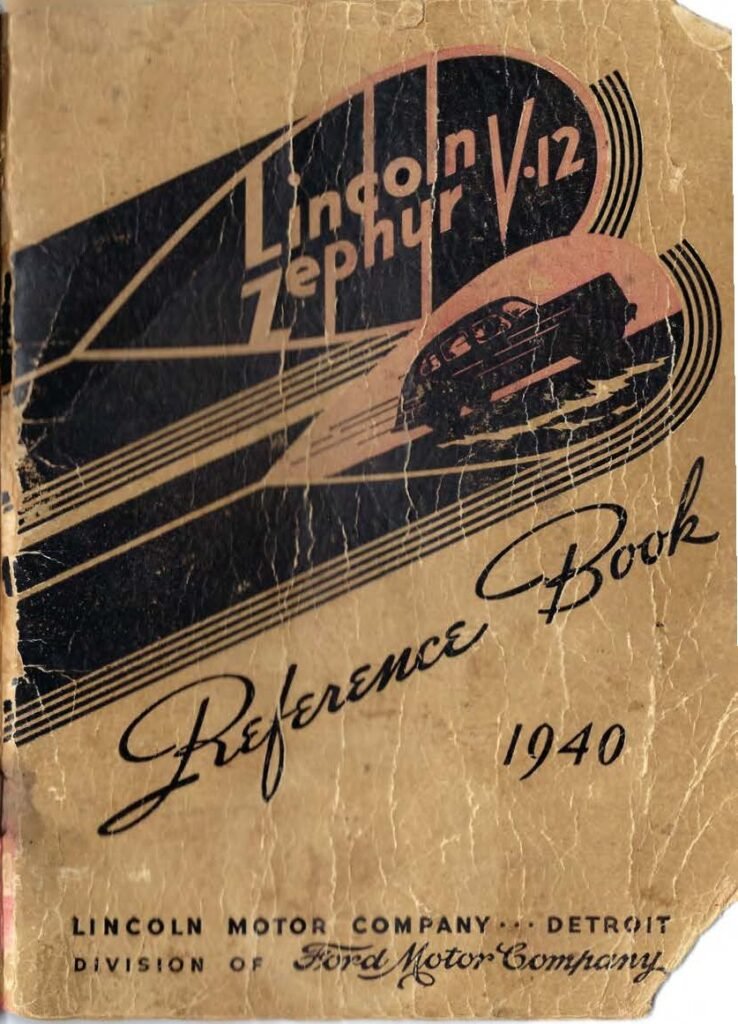 Lincoln
Zephyr V·12
Reference Book
1940
LINCOLN MOTOR COMPANY··· DETROIT
DIVISION OF Ford Motor Company